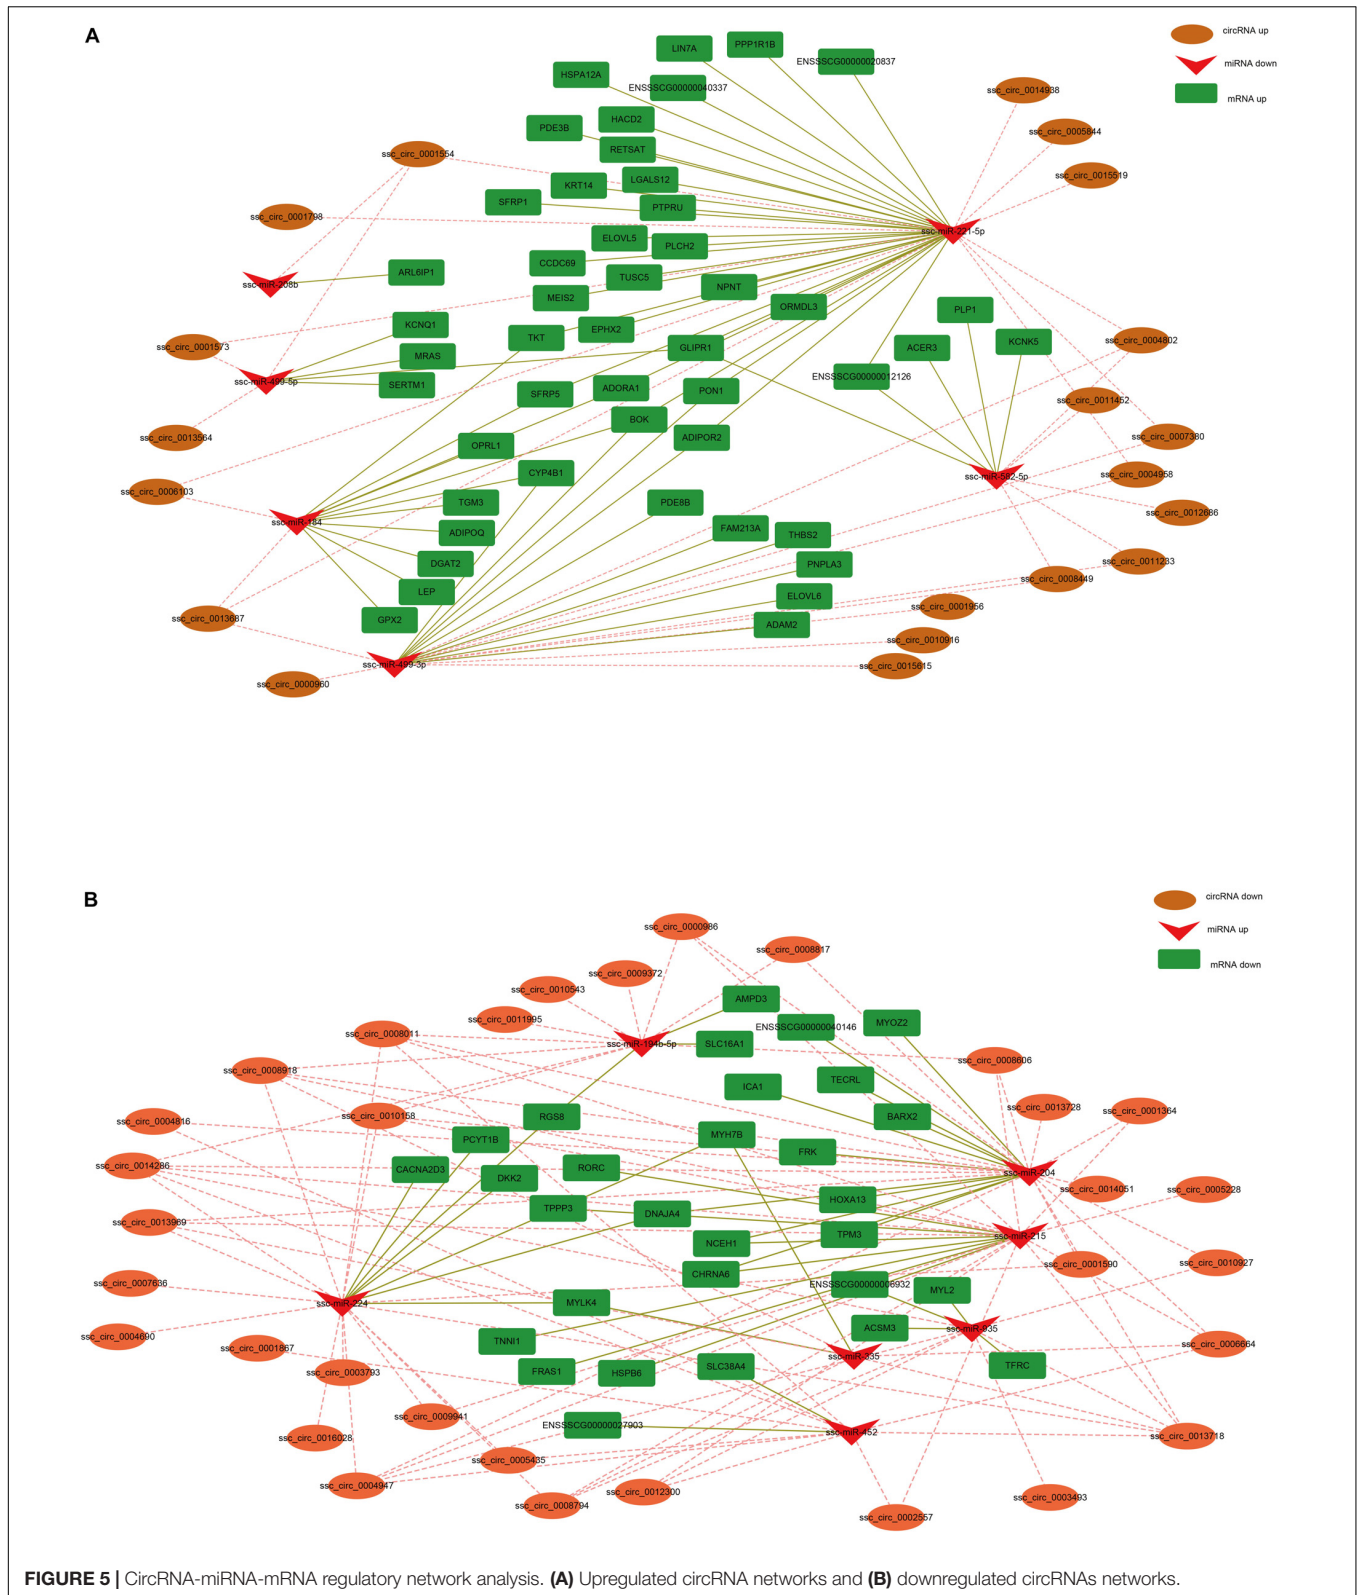 A
LIN7A
PPP1R1B
circRNA up
ENSSSCG00000020837
miRNA down
HSPA12A
ENSSSCG00000040337
ssc_circ_0014938
mRNA up
PDE3B
HACD2
ssc_circ_0005844
RETSAT
ssc_circ_0001554
ssc_circ_0015519
KRT14
LGALS12
SFRP1
PTPRU
ssc_circ_0001798
ssc-miR-221-5p
ELOVL5
PLCH2
CCDC69
ARL6IP1
TUSC5
ssc-miR-208b
NPNT
MEIS2
ORMDL3
PLP1
KCNQ1
EPHX2
TKT
ssc_circ_0004802
KCNK5
ssc_circ_0001573
GLIPR1
ACER3
MRAS
ENSSSCG00000012126
ssc-miR-499-5p
SERTM1
ADORA1
PON1
SFRP5
ssc_circ_0011452
BOK
ssc_circ_0013564
ADIPOR2
ssc_circ_0007380
OPRL1
CYP4B1
ssc_circ_0004958
ssc-miR-582-5p
ssc_circ_0006103
TGM3
PDE8B
ssc_circ_0012686
ssc-miR-184
FAM213A
ADIPOQ
THBS2
DGAT2
PNPLA3
ssc_circ_0011233
ssc_circ_0008449
LEP
ELOVL6
ssc_circ_0001956
ssc_circ_0013687
GPX2
ADAM2
ssc_circ_0010916
ssc-miR-499-3p
ssc_circ_0015615
ssc_circ_0000960
B
circRNA down
ssc_circ_0000986
miRNA up
ssc_circ_0008817
mRNA down
ssc_circ_0009372
ssc_circ_0010543
AMPD3
ssc_circ_0011995
MYOZ2
ENSSSCG00000040146
ssc_circ_0008011
ssc-miR-194b-5p
SLC16A1
ssc_circ_0008606
ssc_circ_0008918
TECRL
ICA1
ssc_circ_0013728
ssc_circ_0001364
ssc_circ_0010158
RGS8
BARX2
ssc_circ_0004816
PCYT1B
MYH7B
FRK
ssc_circ_0014286
CACNA2D3
RORC
ssc-miR-204
DKK2
ssc_circ_0014051
ssc_circ_0005228
HOXA13
TPPP3
DNAJA4
ssc_circ_0013969
TPM3
ssc-miR-215
NCEH1
ssc_circ_0010927
ssc_circ_0001590
CHRNA6
ssc_circ_0007636
ENSSSCG00000006932
MYL2
ssc-miR-224
MYLK4
ACSM3
ssc-miR-935
ssc_circ_0004690
TNNI1
ssc_circ_0006664
ssc_circ_0001867
ssc-miR-335
TFRC
SLC38A4
ssc_circ_0003793
FRAS1
HSPB6
ssc_circ_0009941
ENSSSCG00000027903
ssc-miR-452
ssc_circ_0016028
ssc_circ_0013718
ssc_circ_0005435
ssc_circ_0004947
ssc_circ_0012300
ssc_circ_0003493
ssc_circ_0008794
ssc_circ_0002557
FIGURE 5 | CircRNA-miRNA-mRNA regulatory network analysis. (A) Upregulated circRNA networks and (B) downregulated circRNAs networks.